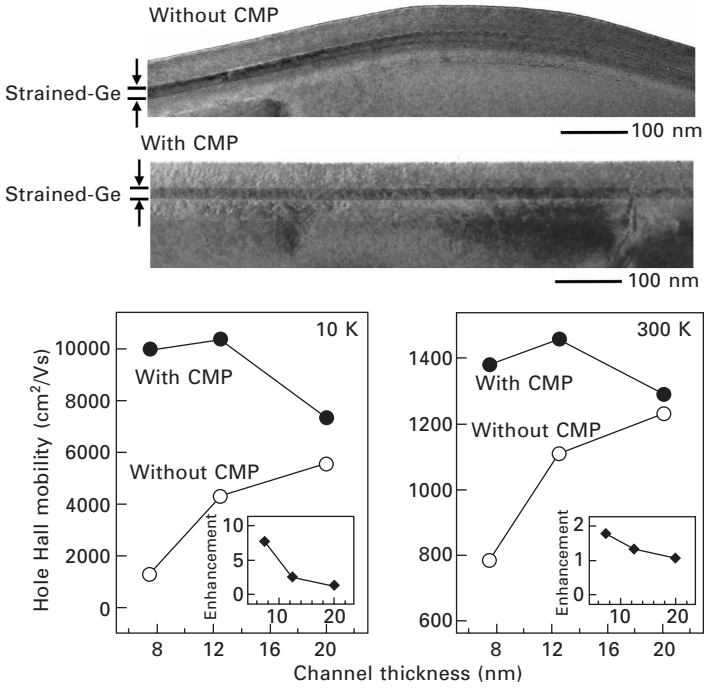 Without CMP
Strained-Ge
100 nm
With CMP
Strained-Ge
100 nm
Hole Hall mobility (cm²/Vs)
10000
8000
6000
4000
2000
0
10 K
With CMP
Without CMP
Enhancement
10
5
0
10 20
8 12 16 20
1400
1200
1000
800
600
300 K
With CMP
Without CMP
Enhancement
2
1
0
10 20
8 12 16 20
Channel thickness (nm)